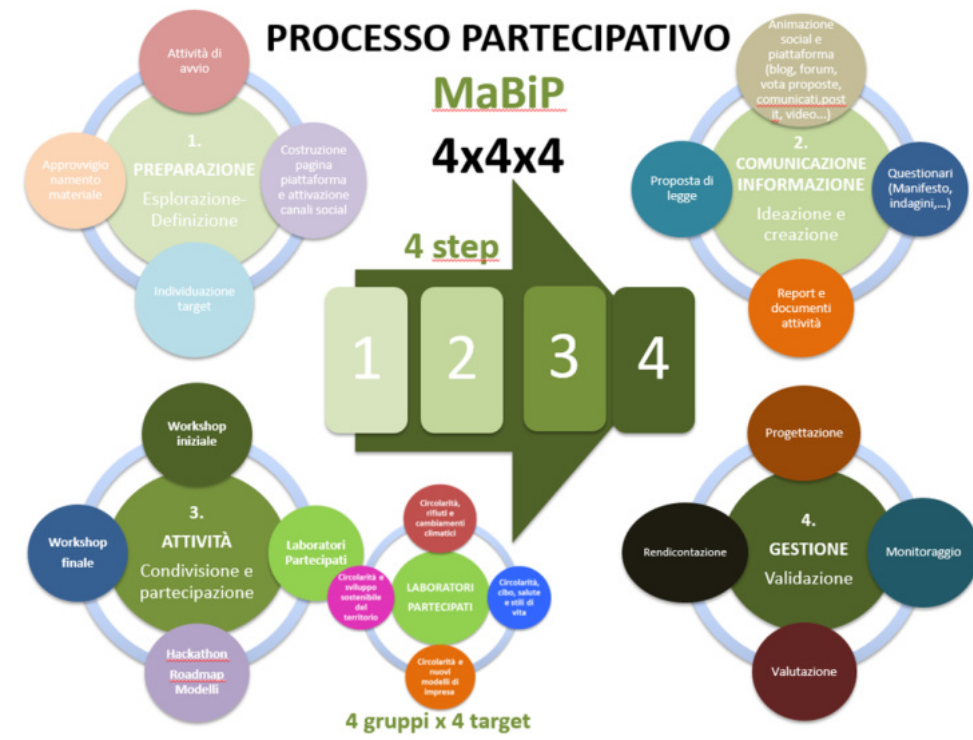 PROCESSO PARTECIPATIVO
MaBiP
4x4x4
Attività di
avvio
1.
PREPARAZIONE
Esplorazione-
Definizione
Approvvigio
namento
materiale
Costruzione
pagina
piattaforma
e attivazione
canali social
Individuazione
target
Animazione
social e
piattaforma
(blog, forum,
vota proposte,
comunicati,post
it, video...)
2.
COMUNICAZIONE
INFORMAZIONE
Ideazione e
creazione
Proposta di
legge
Questionari
(Manifesto,
indagini,...)
Report e
documenti
attività
4 step
1
2
3
4
Workshop
iniziale
3.
ATTIVITÀ
Condivisione e
partecipazione
Workshop
finale
Laboratori
Partecipati
Hackathon
Roadmap
Modelli
Circolarità,
rifiuti e
cambiamenti
climatici
LABORATORI
PARTECIPATI
Circolarità e
sviluppo
sostenibile
del
territorio
Circolarità,
cibo, salute
e stili di
vita
Circolarità e
nuovi
modelli di
impresa
4 gruppi x 4 target
Progettazione
4.
GESTIONE
Validazione
Rendicontazione
Monitoraggio
Valutazione